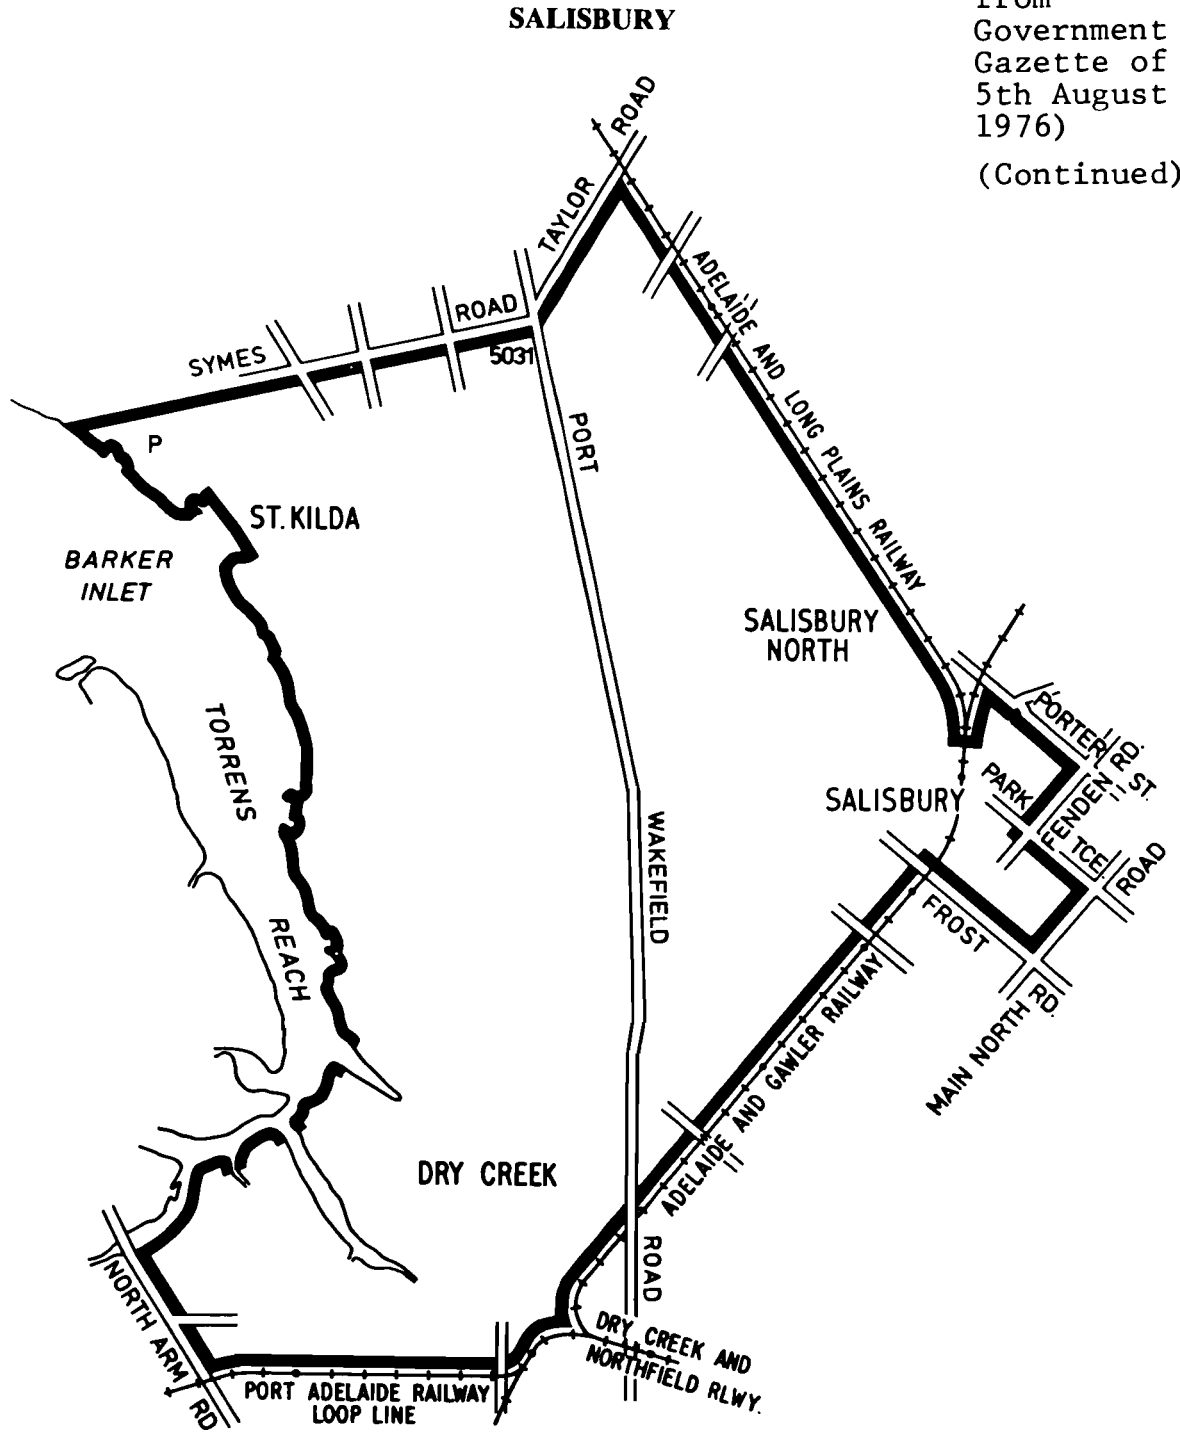 SALISBURY
from
Government
Gazette of
5th August
1976)
(Continued)
TAYLOR ROAD
SYMES ROAD
5031
P
ADELAIDE AND LONG PLAINS RAILWAY
PORT WAKEFIELD ROAD
ST. KILDA
BARKER
INLET
SALISBURY
NORTH
TORRENS REACH
PORTER ST.
FENDEN RD.
PARK TCE.
SALISBURY
FROST RD.
MAIN NORTH ROAD
ADELAIDE AND GAWLER RAILWAY
DRY CREEK
NORTH ARM RD
DRY CREEK AND
NORTHFIELD RLWY.
PORT ADELAIDE RAILWAY
LOOP LINE